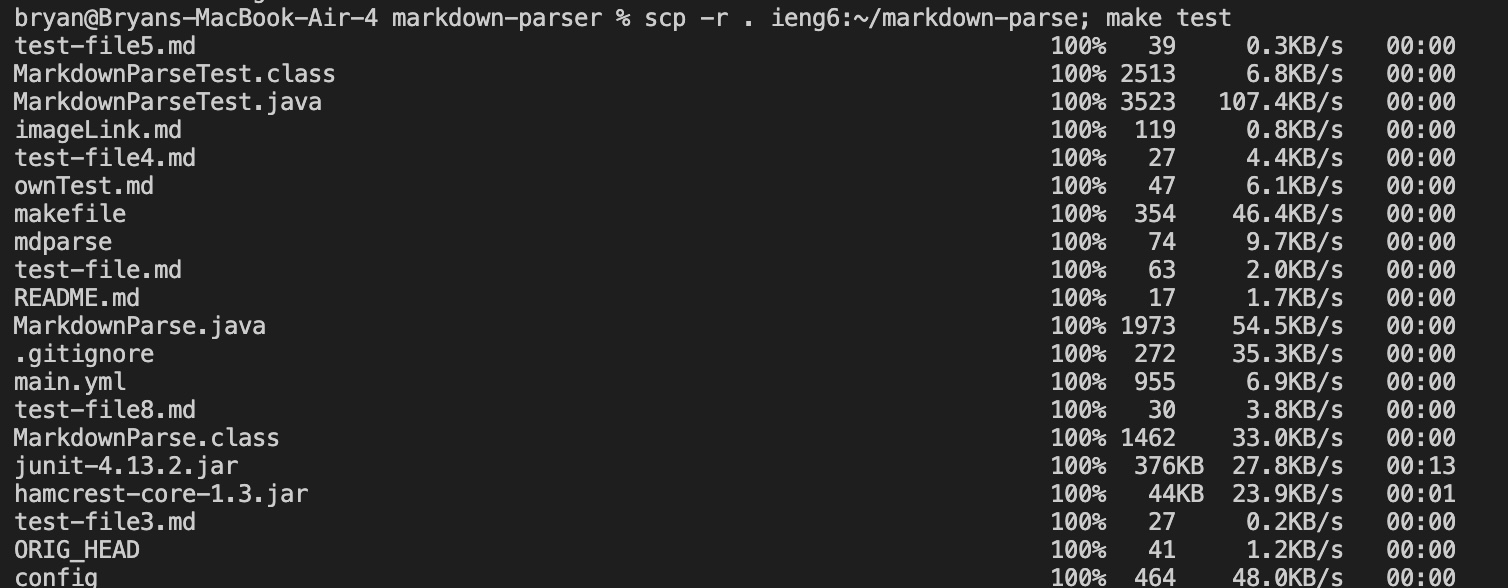 bryan@Bryans-MacBook-Air-4 markdown-parser % scp -r . ieng6:~/markdown-parse; make test
test-file5.md 100% 39 0.3KB/s 00:00
MarkdownParseTest.class 100% 2513 6.8KB/s 00:00
MarkdownParseTest.java 100% 3523 107.4KB/s 00:00
imageLink.md 100% 119 0.8KB/s 00:00
test-file4.md 100% 27 4.4KB/s 00:00
ownTest.md 100% 47 6.1KB/s 00:00
makefile 100% 354 46.4KB/s 00:00
mdparse 100% 74 9.7KB/s 00:00
test-file.md 100% 63 2.0KB/s 00:00
README.md 100% 17 1.7KB/s 00:00
MarkdownParse.java 100% 1973 54.5KB/s 00:00
.gitignore 100% 272 35.3KB/s 00:00
main.yml 100% 955 6.9KB/s 00:00
test-file8.md 100% 30 3.8KB/s 00:00
MarkdownParse.class 100% 1462 33.0KB/s 00:00
junit-4.13.2.jar 100% 376KB 27.8KB/s 00:13
hamcrest-core-1.3.jar 100% 44KB 23.9KB/s 00:01
test-file3.md 100% 27 0.2KB/s 00:00
ORIG_HEAD 100% 41 1.2KB/s 00:00
config 100% 464 48.0KB/s 00:00